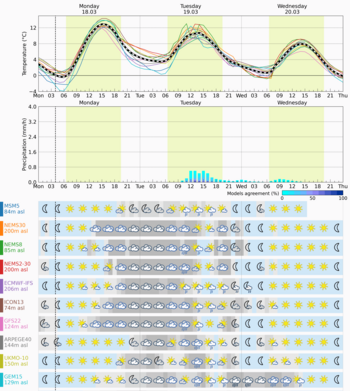 Monday
18.03
Tuesday
19.03
Wednesday
20.03
Temperature (°C)
12
8
4
0
−4
Mon 03 06 09 12 15 18 21 Tue 03 06 09 12 15 18 21 Wed 03 06 09 12 15 18 21 Thu
Monday
Tuesday
Wednesday
Precipitation (mm/h)
4.0
3.2
2.4
1.6
0.8
0.0
Mon 03 06 09 12 15 18 21 Tue 03 06 09 12 15 18 21 Wed 03 06 09 12 15 18 21 Thu
Models agreement (%)
0
50
100
MSM5
84m asl
NEMS30
200m asl
NEMS8
85m asl
NEMS2-30
200m asl
ECMWF-IFS
206m asl
ICON13
74m asl
GFS22
124m asl
ARPEGE40
144m asl
GEM15
129m asl